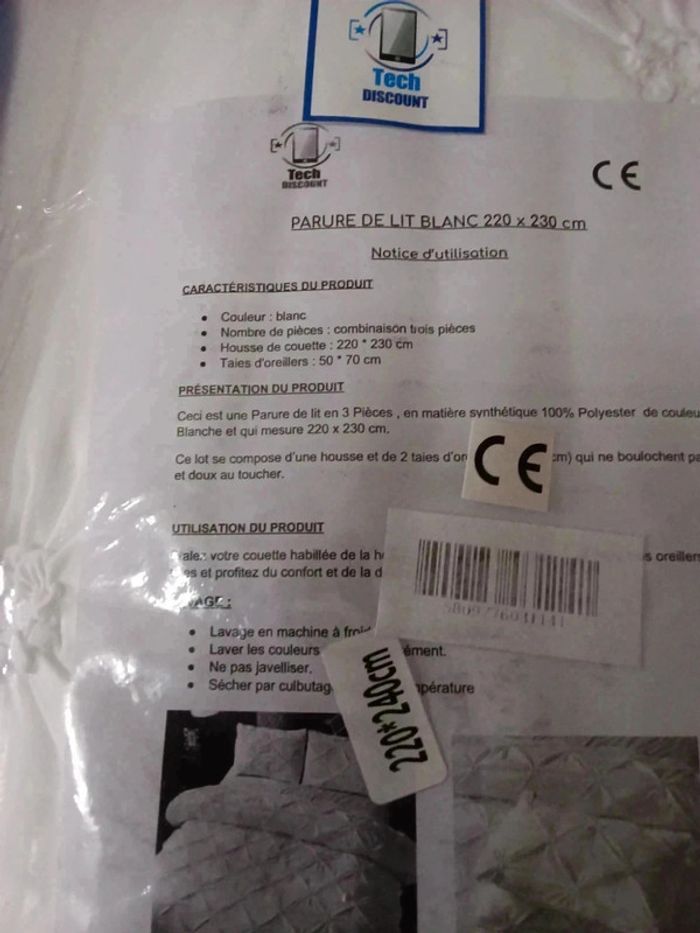 Tech
DISCOUNT
Tech
DISCOUNT
CE
PARURE DE LIT BLANC 220 x 230 cm
Notice d'utilisation
CARACTÉRISTIQUES DU PRODUIT
• Couleur : blanc
• Nombre de pièces : combinaison trois pièces
• Housse de couette : 220 * 230 cm
• Taies d'oreillers : 50 * 70 cm
PRÉSENTATION DU PRODUIT
Ceci est une Parure de lit en 3 Pièces , en matière synthétique 100% Polyester de couleu
Blanche et qui mesure 220 x 230 cm.
Ce lot se compose d'une housse et de 2 taies d'or CE cm) qui ne boulochent pa
et doux au toucher.
UTILISATION DU PRODUIT
votre couette habillée de la s oreiller
et profitez du confort et de la d
• Lavage en machine à froid
• Laver les couleurs ément.
• Ne pas javelliser.
• Sécher par culbutag pérature
220*240cm